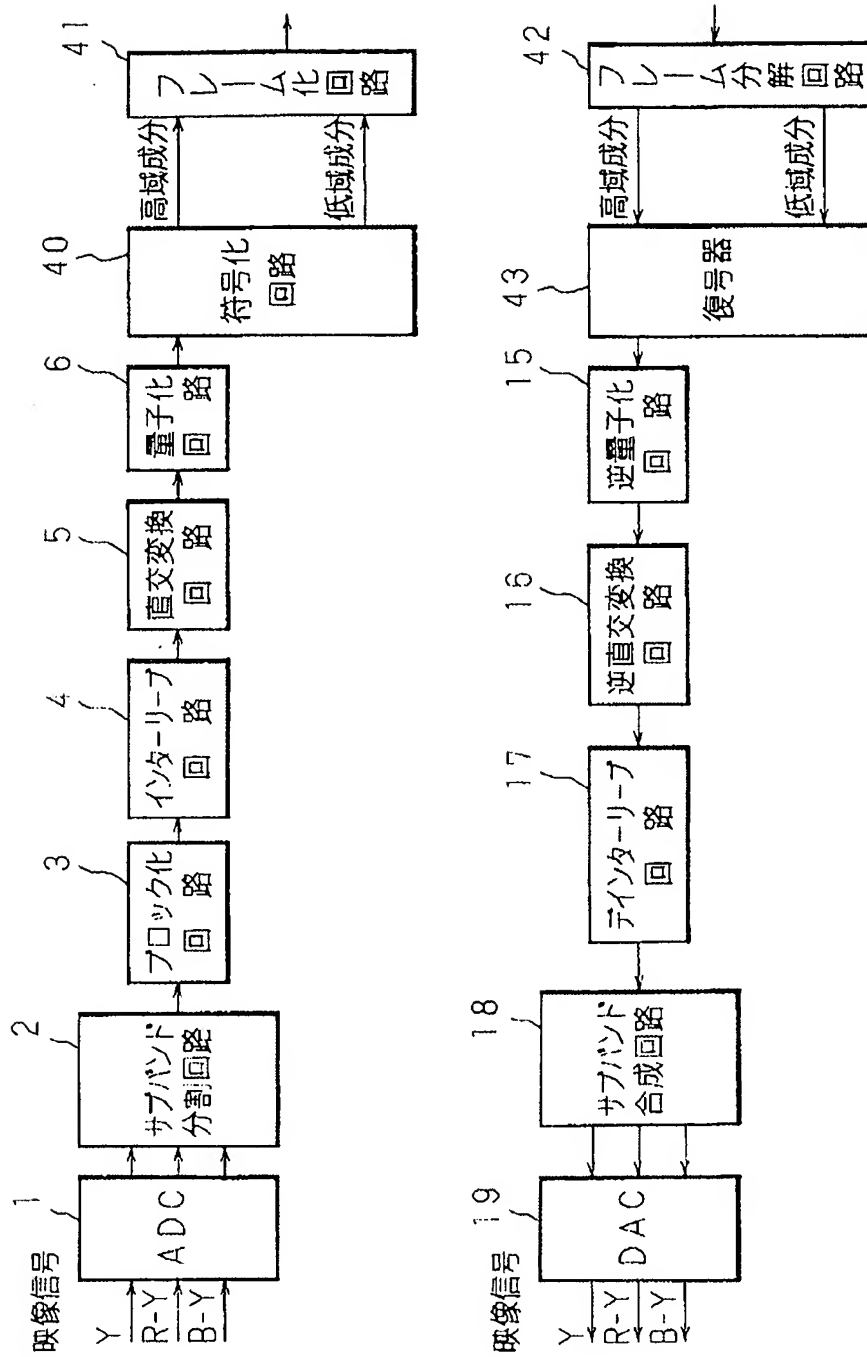 映像信号
Y
R-Y
B-Y
1
ADC
2
サブバンド
分割回路
3
ブロック化
回路
4
インターリーブ
回路
5
直交変換
回路
6
量子化
回路
40
符号化
回路
高域成分
低域成分
41
フレーム化回路
映像信号
Y
R-Y
B-Y
19
DAC
18
サブバンド
合成回路
17
デインターリーブ
回路
16
逆直交変換
回路
15
逆量子化
回路
43
復号器
高域成分
低域成分
42
フレーム分解回路